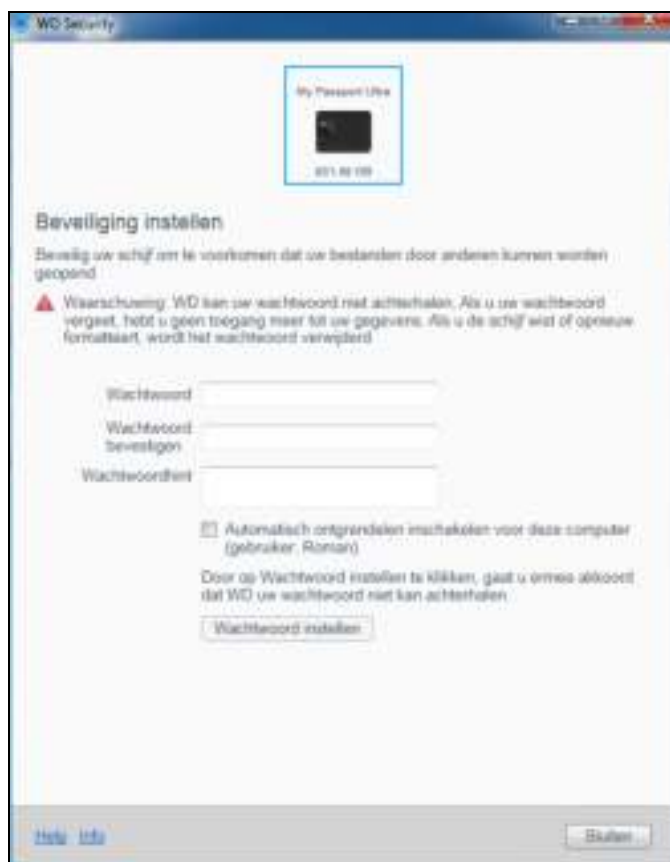 WD Security
My Passport Ultra
Beveiliging instellen
Beveilig uw schijf om te voorkomen dat uw bestanden door anderen kunnen worden
geopend.
Waarschuwing: WD kan uw wachtwoord niet achterhalen. Als u uw wachtwoord
vergeet, hebt u geen toegang meer tot uw gegevens. Als u de schijf wist of opnieuw
formatteert, wordt het wachtwoord verwijderd.
Wachtwoord
Wachtwoord
bevestigen
Wachtwoordhint
Automatisch ontgrendelen inschakelen voor deze computer
(gebruiker: Roman)
Door op Wachtwoord instellen te klikken, gaat u ermee akkoord
dat WD uw wachtwoord niet kan achterhalen.
Wachtwoord instellen
Help Info
Sluiten